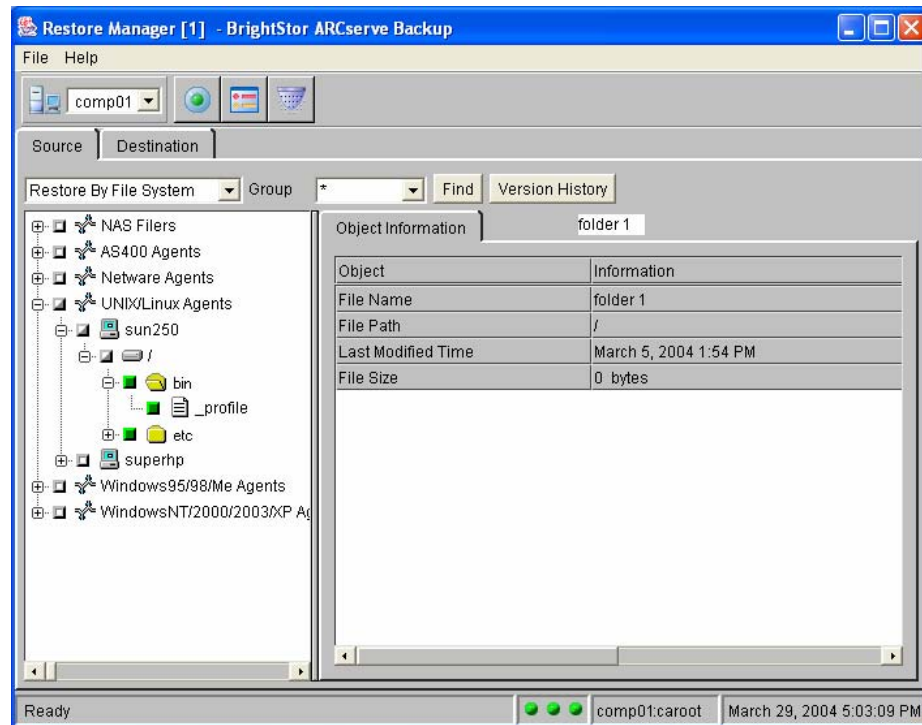 Restore Manager [1] - BrightStor ARCserve Backup
File Help
comp01
Source Destination
Restore By File System Group * Find Version History
NAS Filers
AS400 Agents
Netware Agents
UNIX/Linux Agents
sun250
/
bin
_profile
etc
superhp
Windows95/98/Me Agents
WindowsNT/2000/2003/XP Ag
Object Information folder 1
Object Information
File Name folder 1
File Path /
Last Modified Time March 5, 2004 1:54 PM
File Size 0 bytes
Ready comp01:caroot March 29, 2004 5:03:09 PM